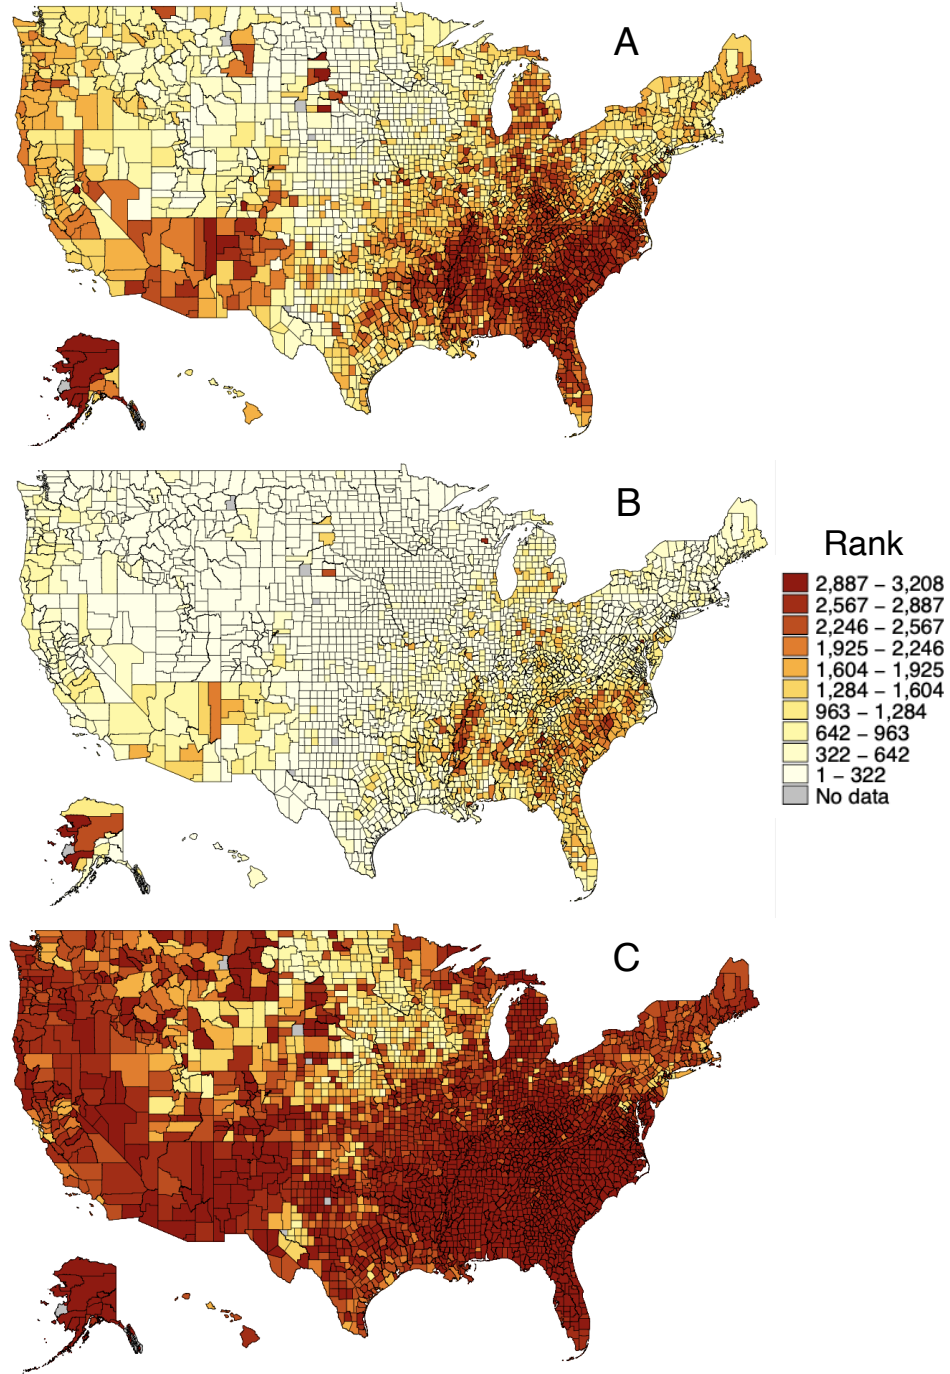 A
B
Rank
2,887 – 3,208
2,567 – 2,887
2,246 – 2,567
1,925 – 2,246
1,604 – 1,925
1,284 – 1,604
963 – 1,284
642 – 963
322 – 642
1 – 322
No data
C